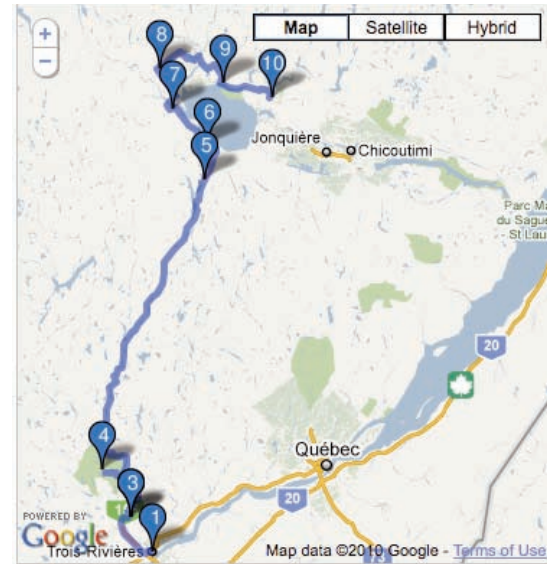 +
−
Map Satellite Hybrid
8
9
10
7
6
5
Jonquière Chicoutimi
Parc Ma
du Sague
- St Lau
20
4
Québec
3
1
20
POWERED BY
Google
Trois-Rivières
Map data ©2010 Google - Terms of Use